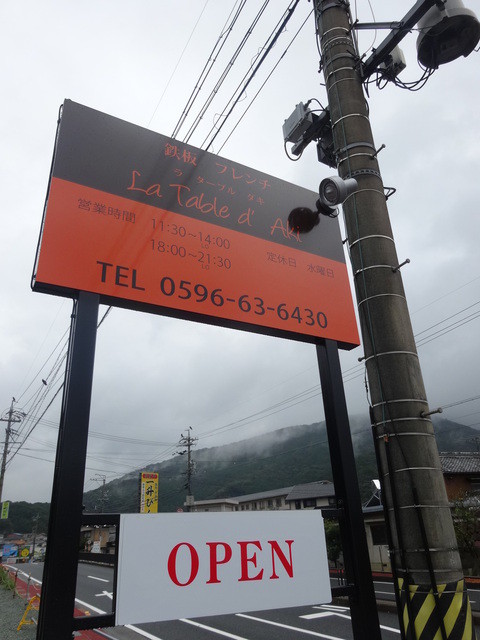 鉄板 フレンチ
ラ ターブル ダキ
La Table d' Aki
営業時間 11:30~14:00
18:00~21:30
定休日 水曜日
TEL 0596-63-6430
OPEN